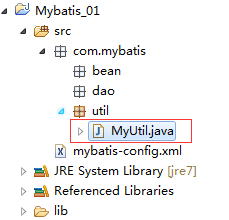 Mybatis_01
src
com.mybatis
bean
dao
util
MyUtil.java
mybatis-config.xml
JRE System Library [jre7]
Referenced Libraries
lib